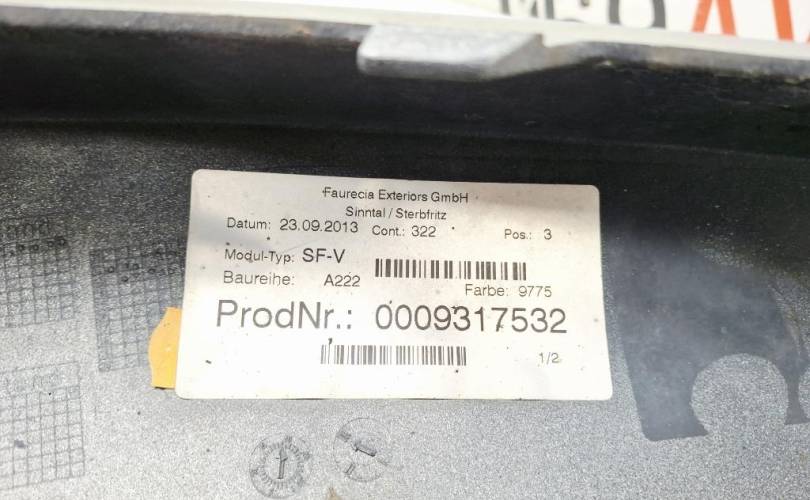 Faurecia Exteriors GmbH
Sinntal / Sterbfritz
Datum: 23.09.2013 Cont.: 322 Pos.: 3
Modul-Typ: SF-V
Baureihe: A222 Farbe: 9775
ProdNr.: 0009317532
1/2